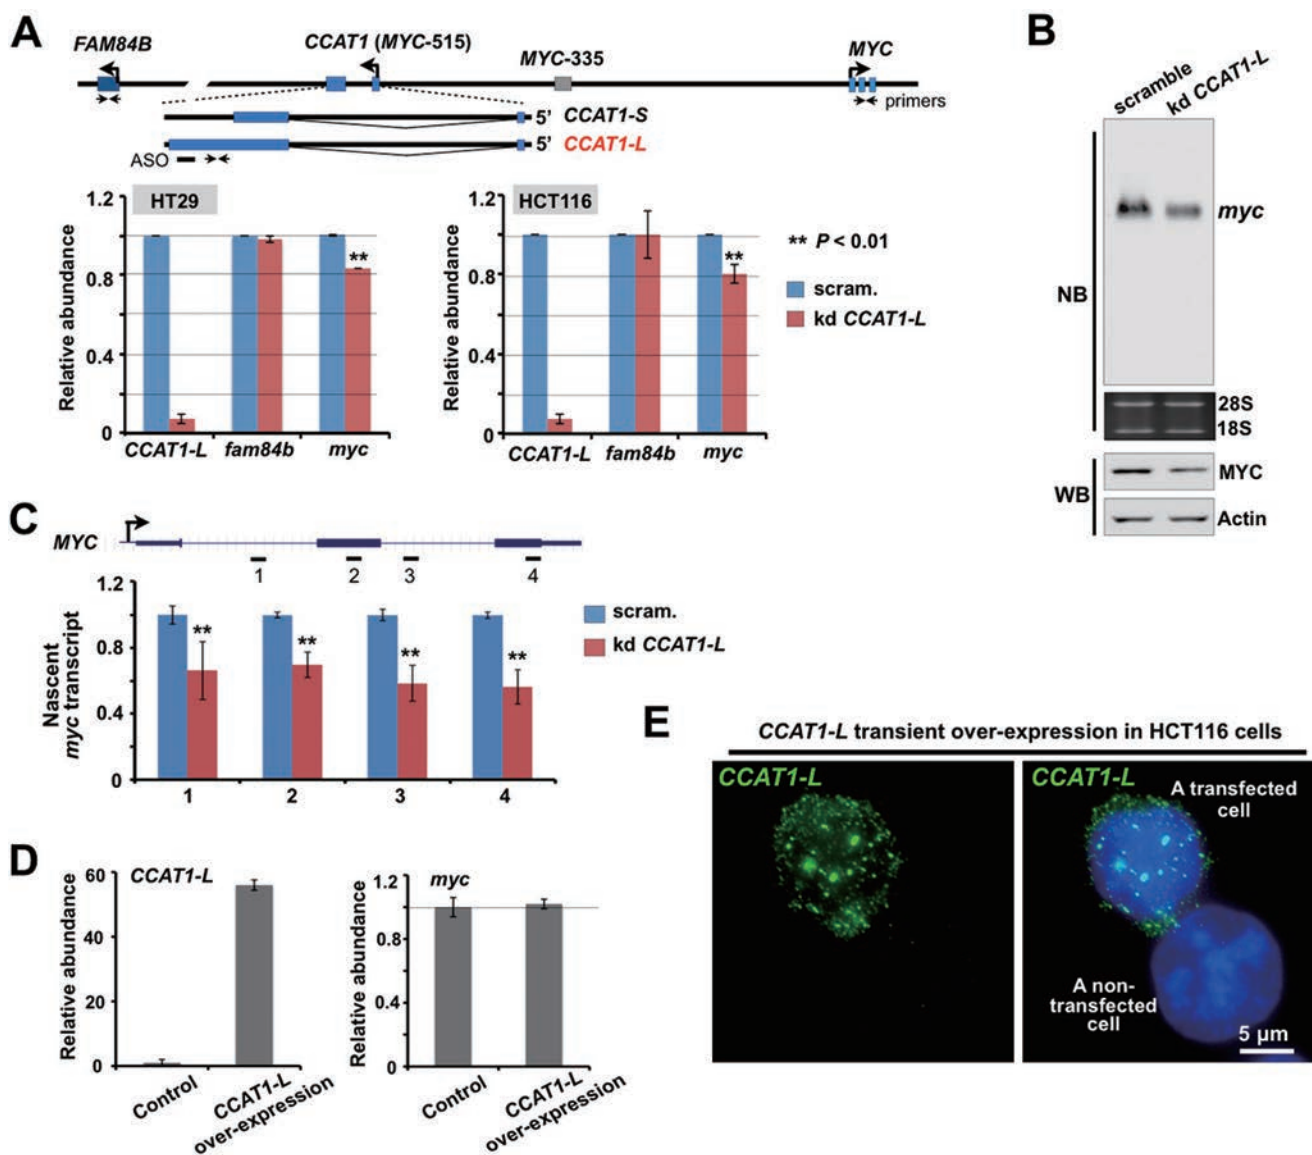 A
FAM84B
CCAT1 (MYC-515)
MYC-335
MYC
primers
5' CCAT1-S
5' CCAT1-L
ASO
HT29
Relative abundance
1.2
1.0
0.8
0.4
0
CCAT1-L fam84b myc
**
HCT116
Relative abundance
1.2
1.0
0.8
0.4
0
CCAT1-L fam84b myc
**
** P < 0.01
scram.
kd CCAT1-L
B
scramble
kd CCAT1-L
NB
myc
28S
18S
WB
MYC
Actin
C
MYC
1 2 3 4
Nascent
myc transcript
1.2
0.8
0.4
0
** ** ** **
1 2 3 4
scram.
kd CCAT1-L
D
CCAT1-L
Relative abundance
60
40
20
0
Control
CCAT1-L
over-expression
myc
Relative abundance
1.2
0.8
0.4
0
Control
CCAT1-L
over-expression
E
CCAT1-L transient over-expression in HCT116 cells
CCAT1-L
CCAT1-L
A transfected
cell
A non-
transfected
cell
5 μm